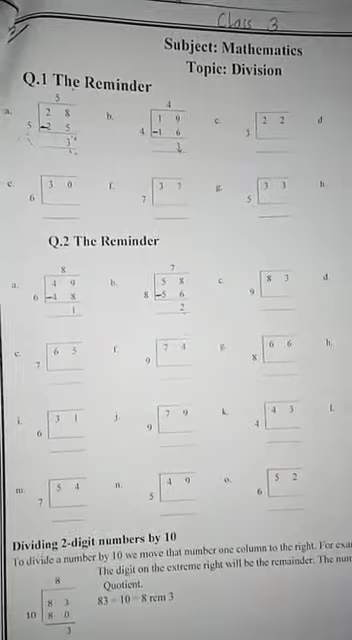 Class 3
Subject: Mathematics
Topic: Division
Q.1 The Reminder
5 4
a. 2 8 b. 1 9 c. 2 2 d
5 -2 5 4 -1 6 3
3 3
e. 3 0 f. 3 7 g. 3 3 h.
6 7 5
Q.2 The Reminder
8 7
a. 4 9 b. 5 8 c. 8 3 d.
6 -4 8 8 -5 6 9
1 2
e. 6 5 f. 7 4 g. 6 6 h.
7 9 8
i. 3 1 j. 7 9 k. 4 3 l.
6 9 4
m. 5 4 n. 4 9 o. 5 2
7 5 6
Dividing 2-digit numbers by 10
To divide a number by 10 we move that number one column to the right. For
The digit on the extreme right will be the remainder. The
8 Quotient.
8 3 83 ÷ 10 = 8 rem 3
10 8 0
3